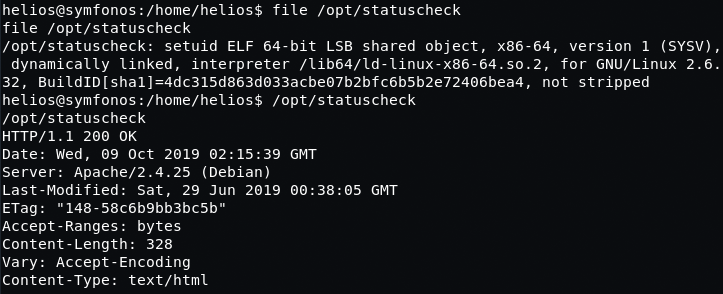 helios@symfonos:/home/helios$ file /opt/statuscheck
file /opt/statuscheck
/opt/statuscheck: setuid ELF 64-bit LSB shared object, x86-64, version 1 (SYSV),
 dynamically linked, interpreter /lib64/ld-linux-x86-64.so.2, for GNU/Linux 2.6.
32, BuildID[sha1]=4dc315d863d033acbe07b2bfc6b5b2e72406bea4, not stripped
helios@symfonos:/home/helios$ /opt/statuscheck
/opt/statuscheck
HTTP/1.1 200 OK
Date: Wed, 09 Oct 2019 02:15:39 GMT
Server: Apache/2.4.25 (Debian)
Last-Modified: Sat, 29 Jun 2019 00:38:05 GMT
ETag: "148-58c6b9bb3bc5b"
Accept-Ranges: bytes
Content-Length: 328
Vary: Accept-Encoding
Content-Type: text/html